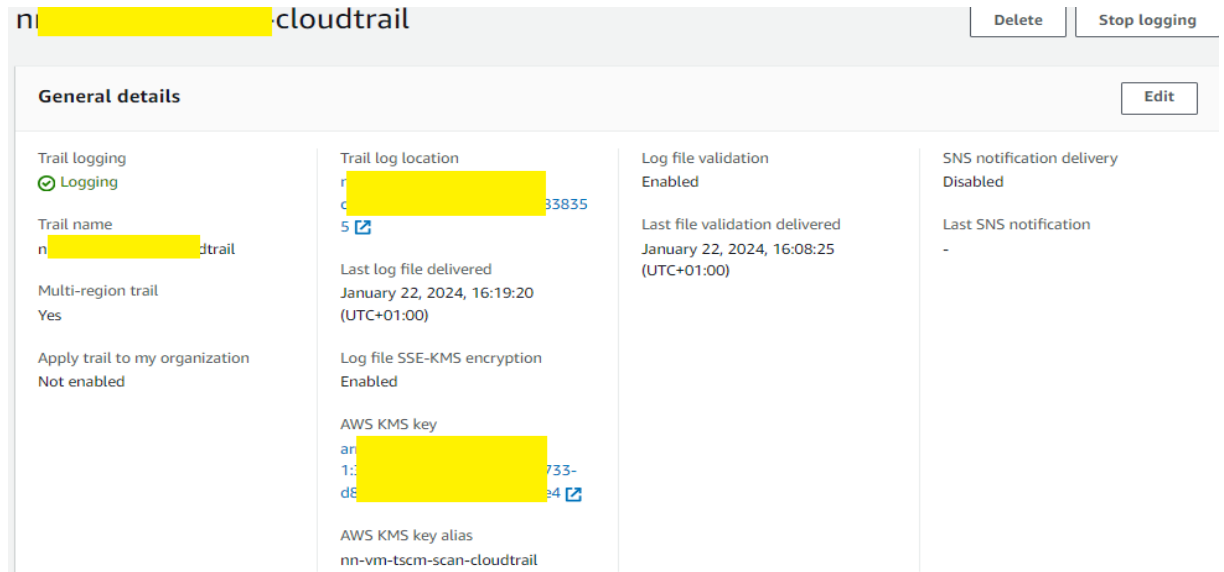 n -cloudtrail
Delete
Stop logging
General details
Edit
Trail logging
Logging
Trail name
n dtrail
Multi-region trail
Yes
Apply trail to my organization
Not enabled
Trail log location
c 33835
5
Last log file delivered
January 22, 2024, 16:19:20
(UTC+01:00)
Log file SSE-KMS encryption
Enabled
AWS KMS key
1: 733-
d8 e4
AWS KMS key alias
nn-vm-tscm-scan-cloudtrail
Log file validation
Enabled
Last file validation delivered
January 22, 2024, 16:08:25
(UTC+01:00)
SNS notification delivery
Disabled
Last SNS notification
-